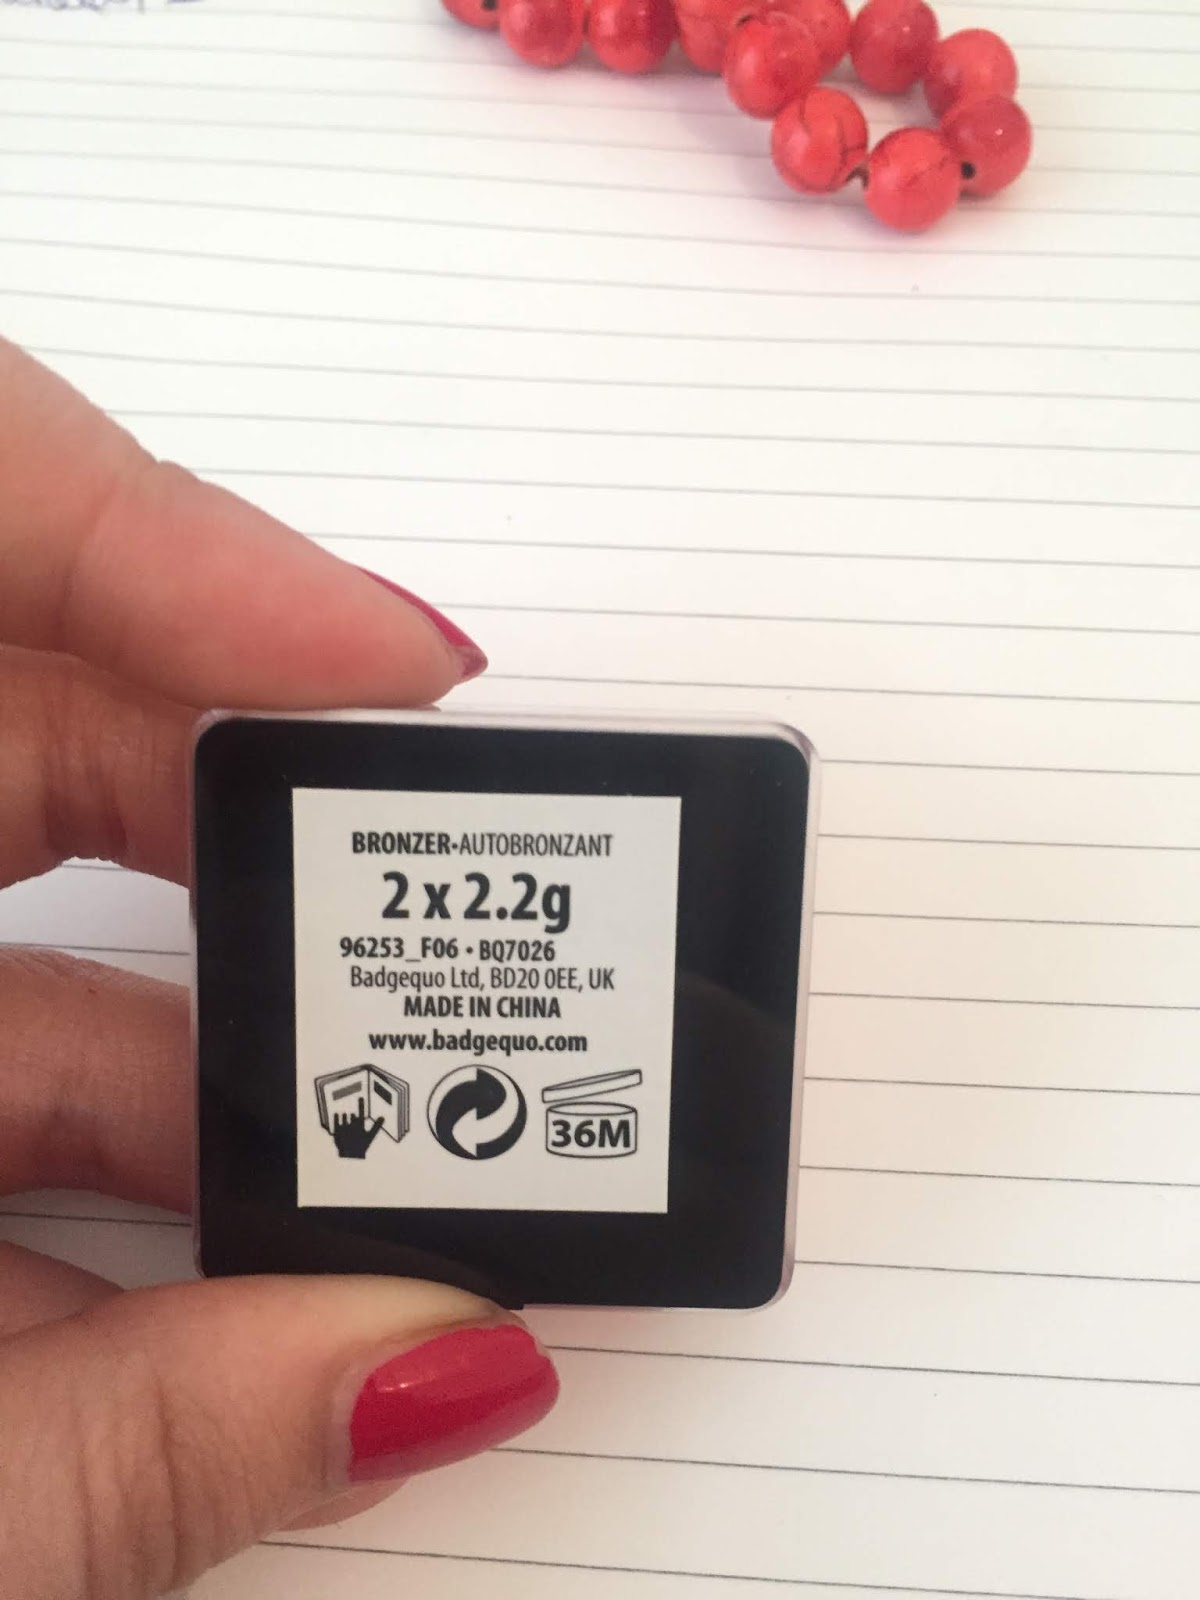 BRONZER•AUTOBRONZANT
2 x 2.2g
96253_F06 • BQ7026
Badgequo Ltd, BD20 0EE, UK
MADE IN CHINA
www.badgequo.com
36M